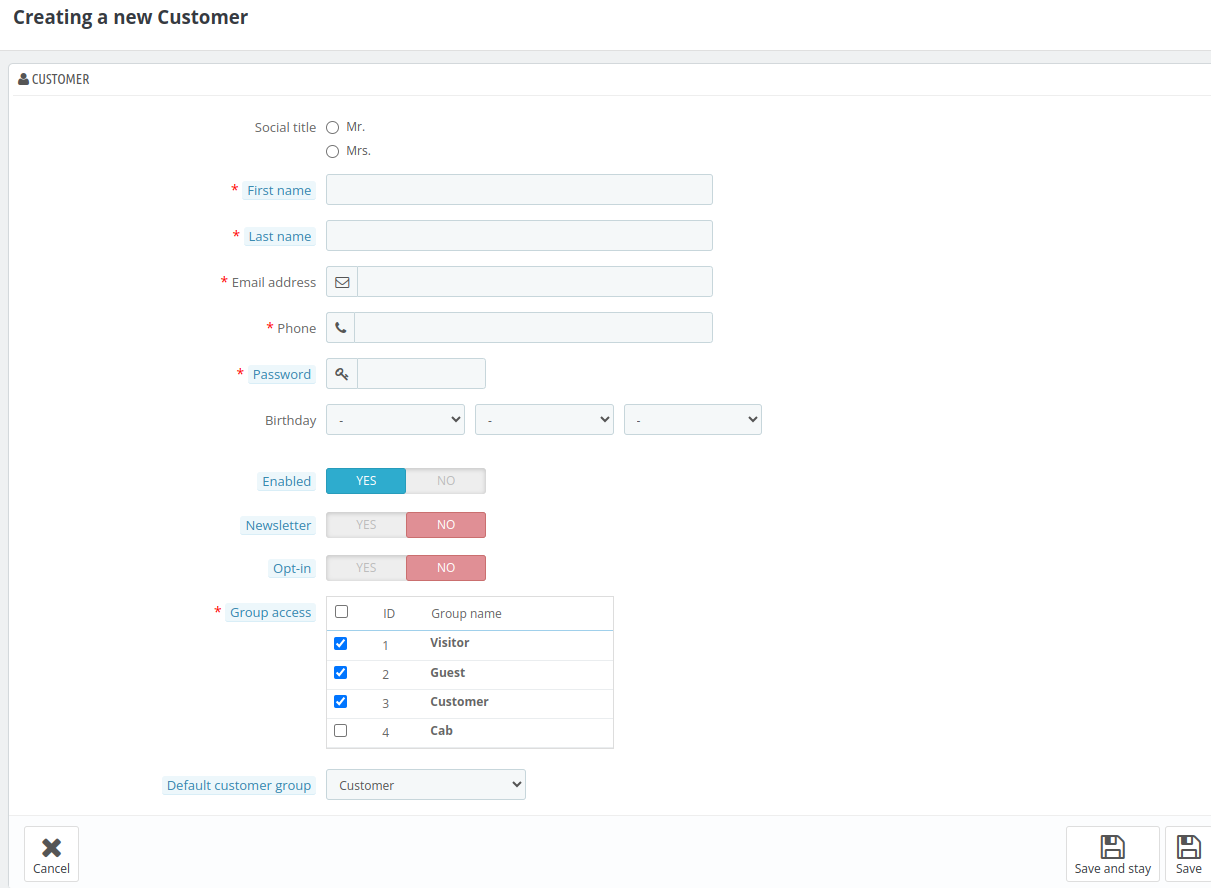 Creating a new Customer
CUSTOMER
Social title Mr.
Mrs.
* First name
* Last name
* Email address
* Phone
* Password
Birthday - - -
Enabled YES NO
Newsletter YES NO
Opt-in YES NO
* Group access ID Group name
1 Visitor
2 Guest
3 Customer
4 Cab
Default customer group Customer
Cancel Save and stay Save